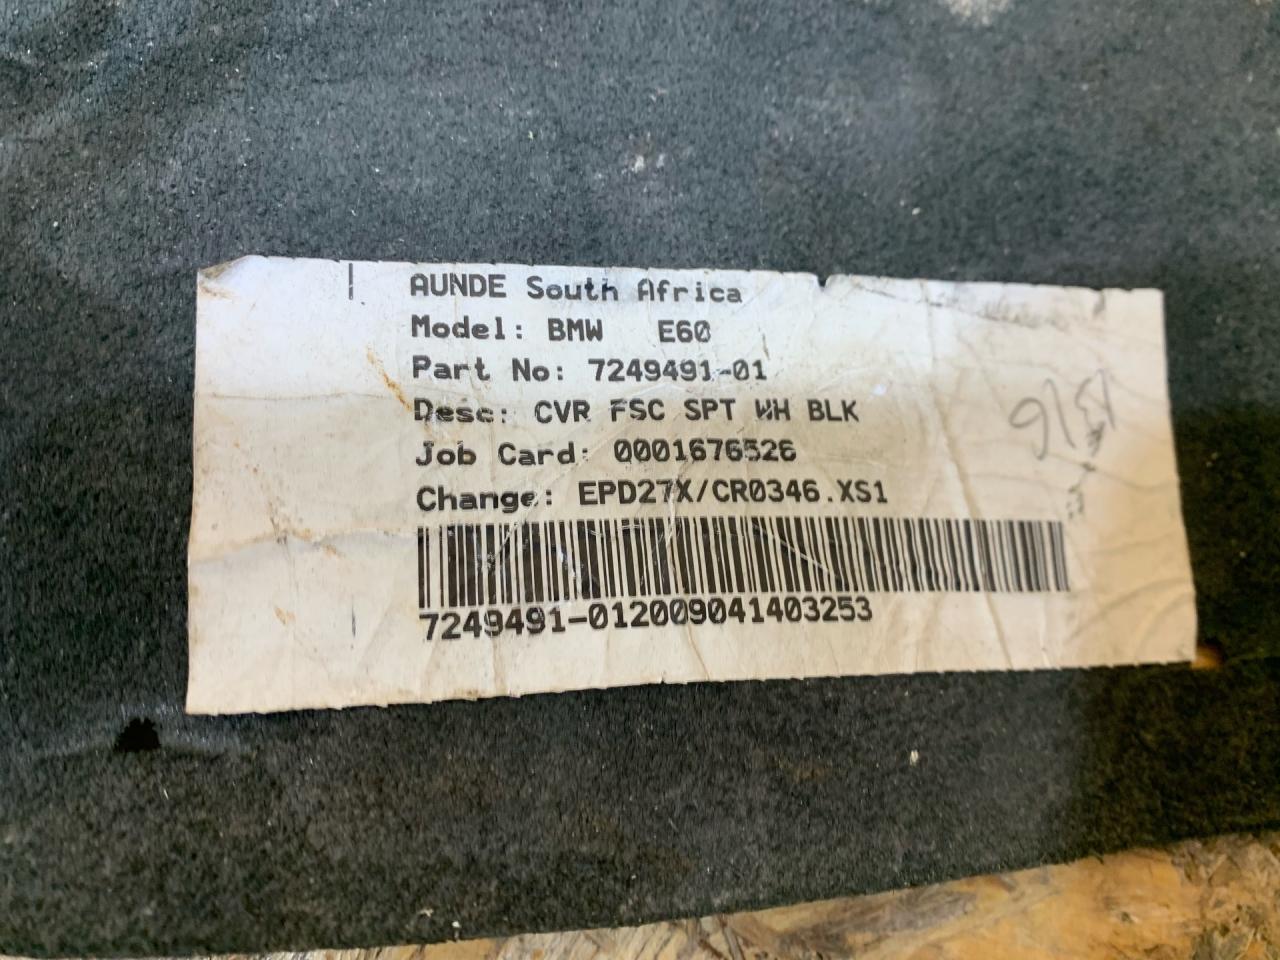 AUNDE South Africa
Model: BMW E60
Part No: 7249491-01
Desc: CVR FSC SPT WH BLK
Job Card: 0001676526
Change: EPD27X/CR0346.XS1
7249491-012009041403253